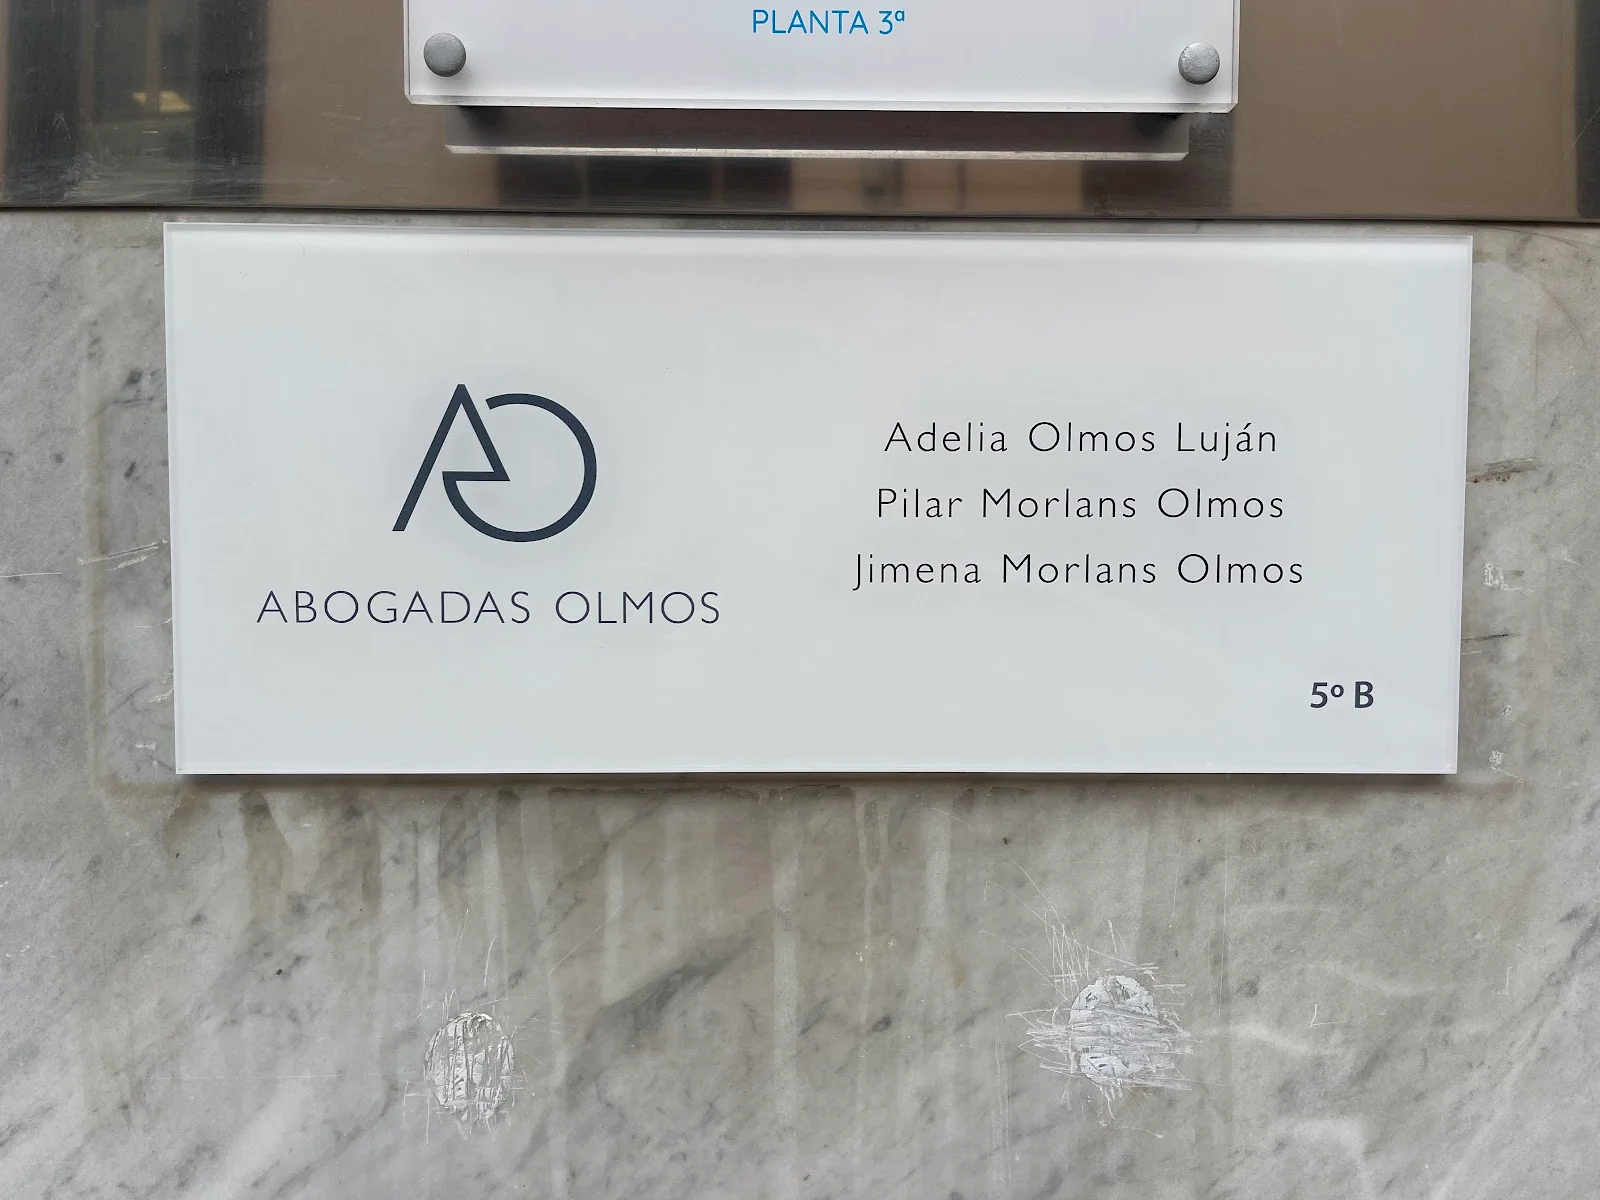 PLANTA 3ª
AO
ABOGADAS OLMOS
Adelia Olmos Luján
Pilar Morlans Olmos
Jimena Morlans Olmos
5º B